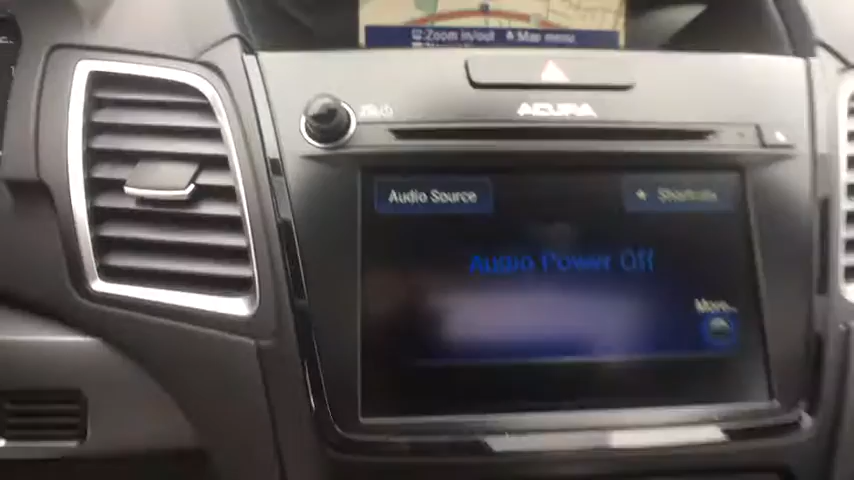 Zoom in/out
Map menu
ACURA
Audio Source
Shortcuts
Audio Power Off
More...